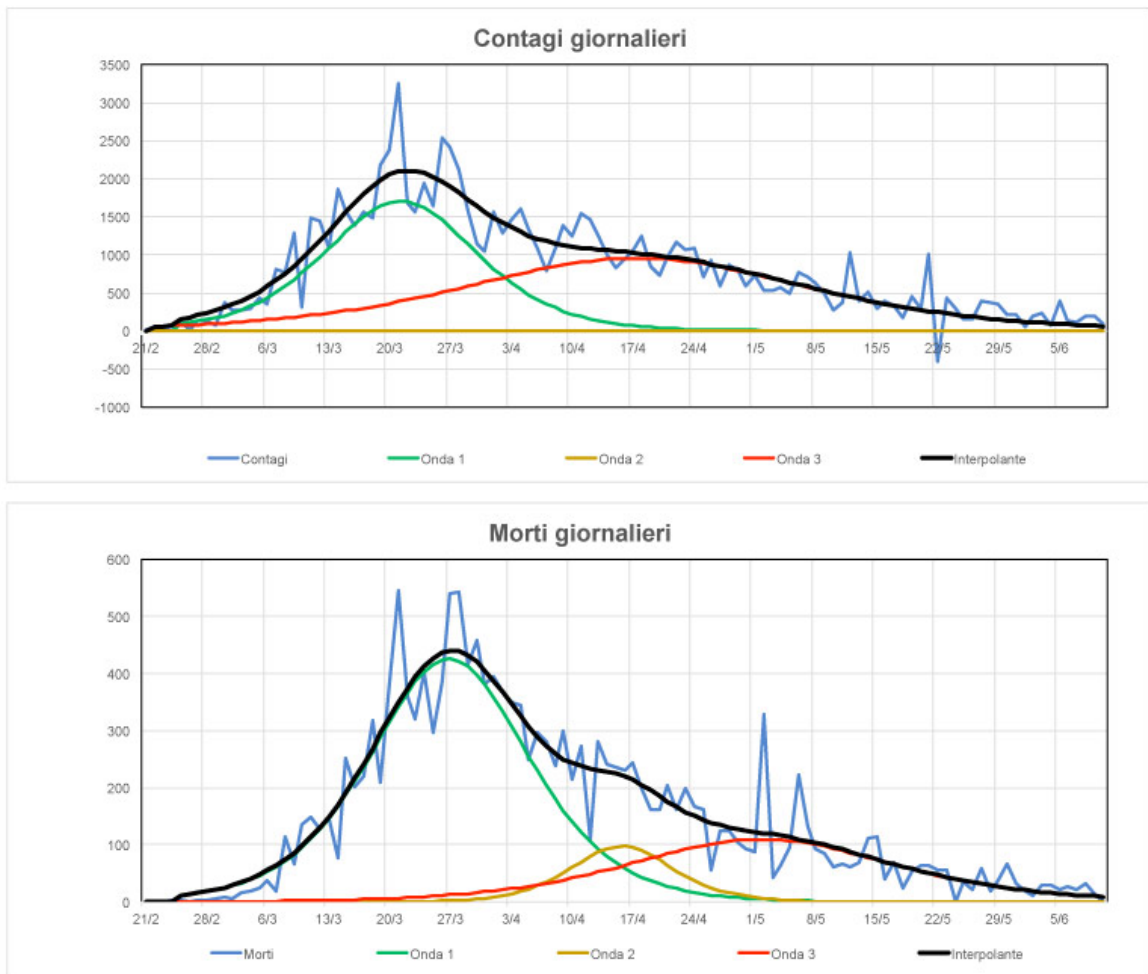 Contagi giornalieri
3500
3000
2500
2000
1500
1000
500
0
-500
-1000
21/2 28/2 6/3 13/3 20/3 27/3 3/4 10/4 17/4 24/4 1/5 8/5 15/5 22/5 29/5 5/6
Contagi Onda 1 Onda 2 Onda 3 Interpolante
Morti giornalieri
600
500
400
300
200
100
0
21/2 28/2 6/3 13/3 20/3 27/3 3/4 10/4 17/4 24/4 1/5 8/5 15/5 22/5 29/5 5/6
Morti Onda 1 Onda 2 Onda 3 Interpolante